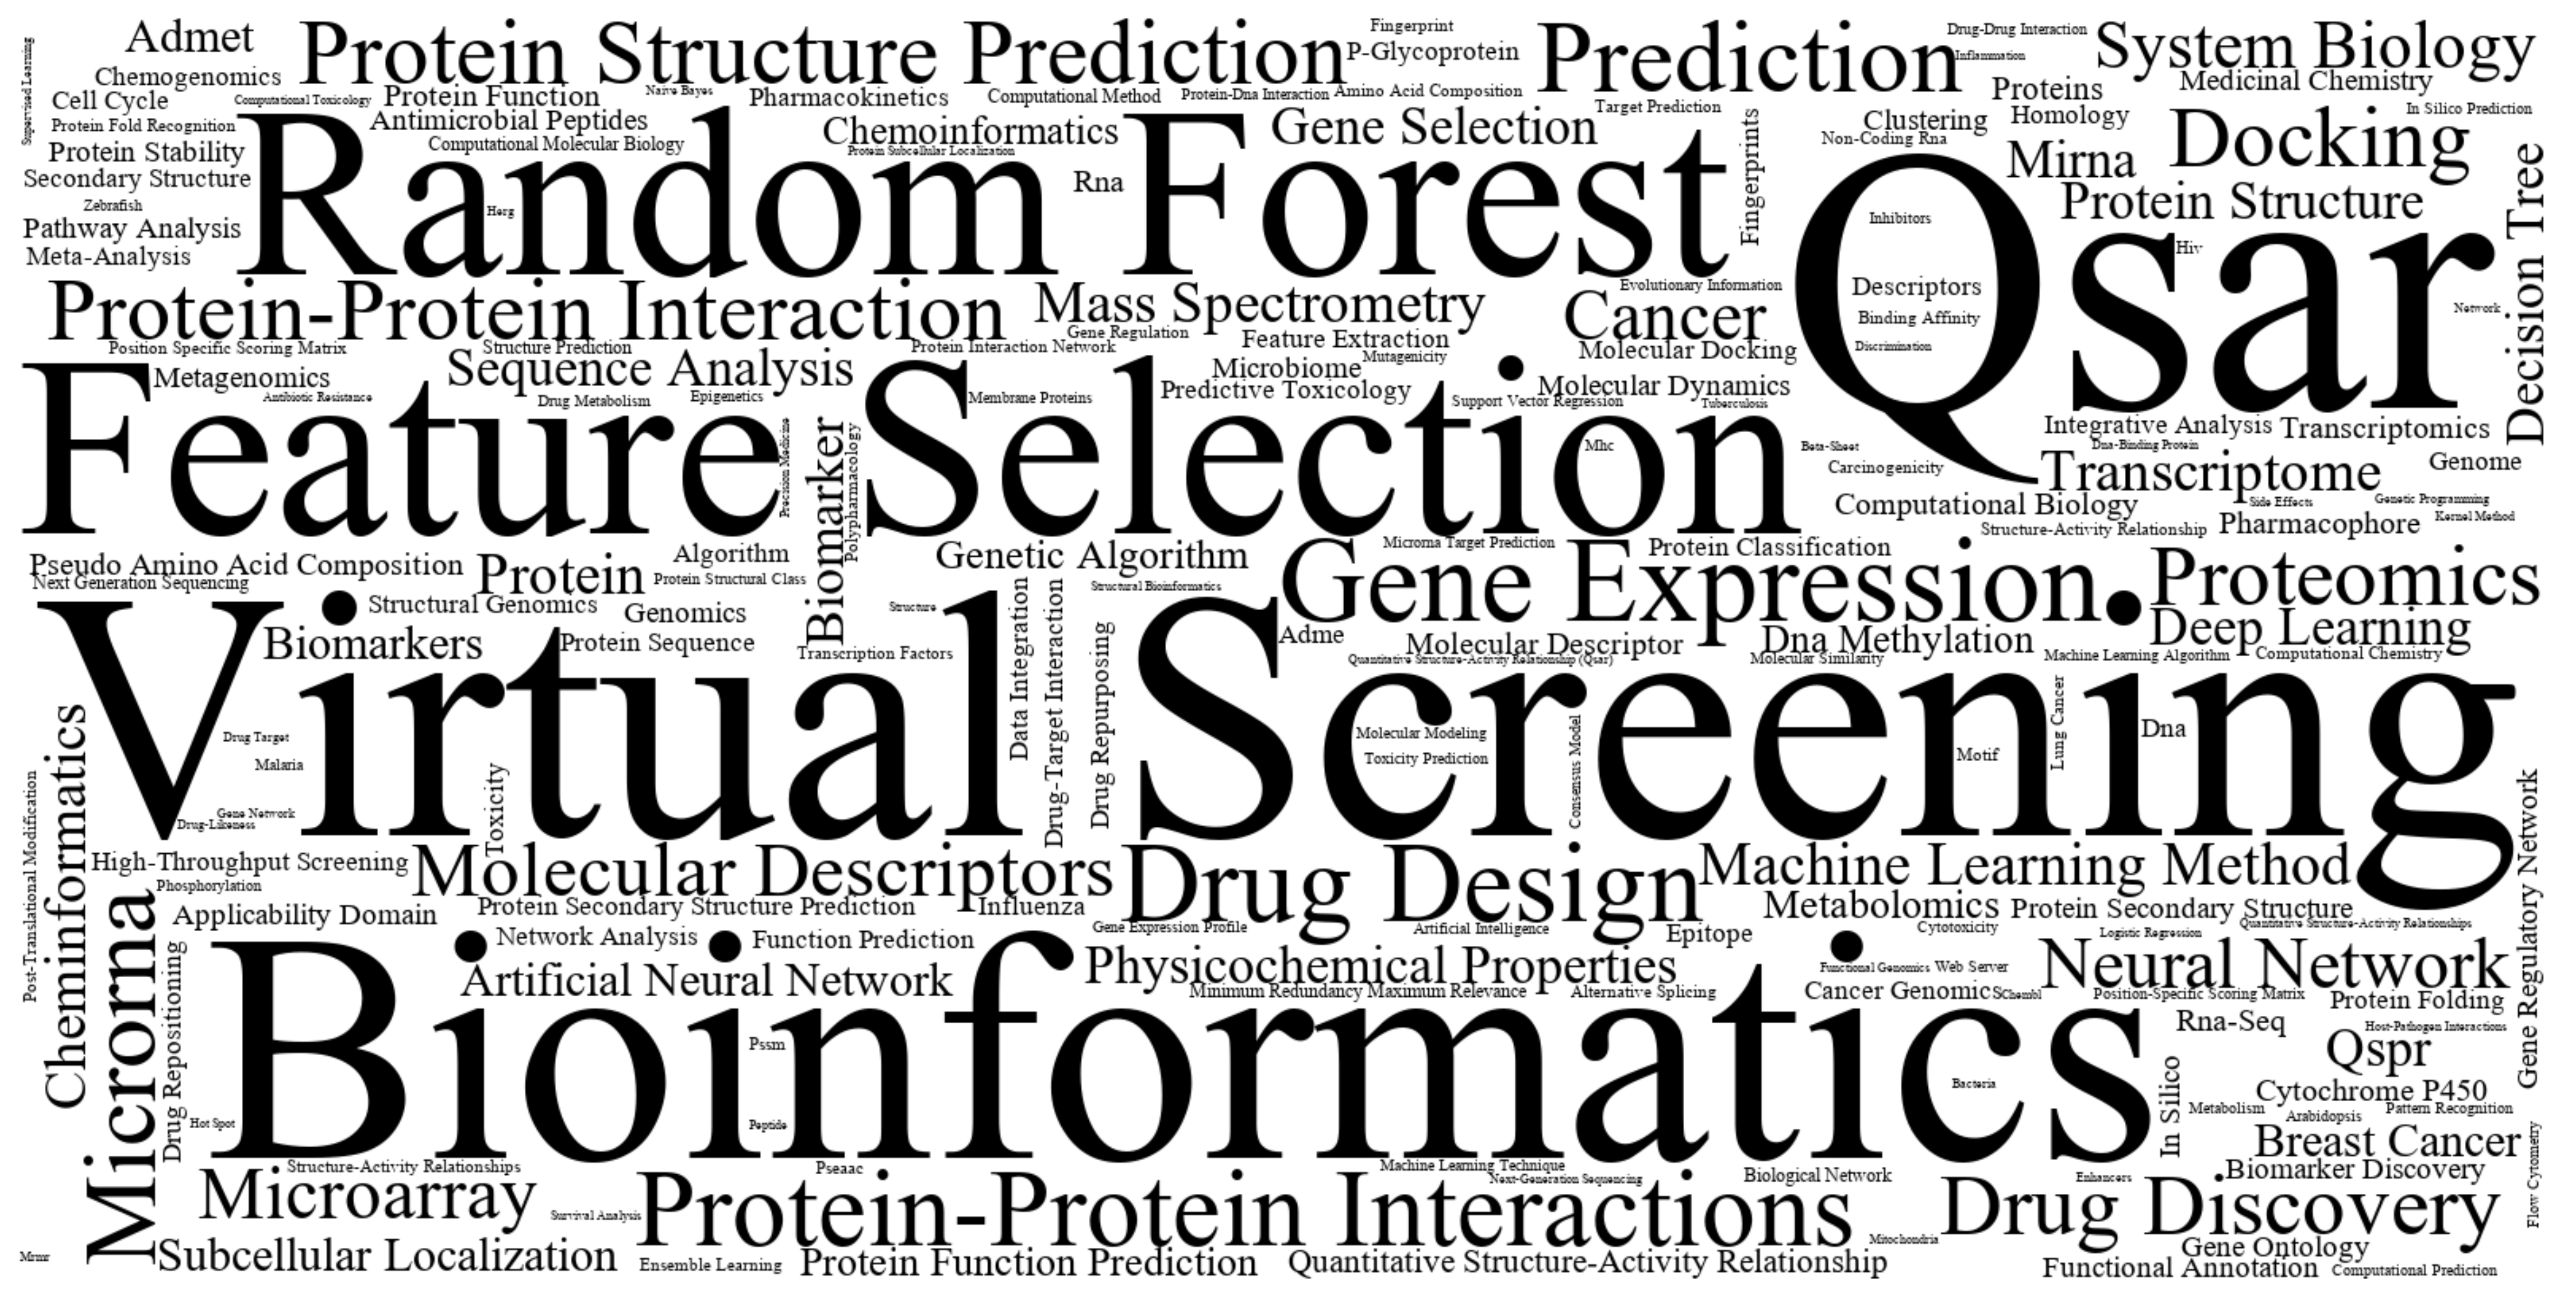 Admet
Protein Structure Prediction
Fingerprint
P-Glycoprotein
Prediction
Drug-Drug Interaction
Inflammation
System Biology
Supervised Learning
Chemogenomics
Cell Cycle
Computational Toxicology
Protein Function
Naive Bayes
Pharmacokinetics
Computational Method
Protein-Dna Interaction
Amino Acid Composition
Target Prediction
Proteins
Medicinal Chemistry
Protein Fold Recognition
Antimicrobial Peptides
Chemoinformatics
Gene Selection
Fingerprints
Clustering
Homology
In Silico Prediction
Docking
Protein Stability
Computational Molecular Biology
Protein Subcellular Localization
Non-Coding Rna
Mirna
Secondary Structure
Random Forest
Rna
Qsar
Protein Structure
Decision Tree
Zebrafish
Herg
Inhibitors
Pathway Analysis
Meta-Analysis
Hiv
Protein-Protein Interaction
Mass Spectrometry
Evolutionary Information
Cancer
Descriptors
Binding Affinity
Discrimination
Network
Position Specific Scoring Matrix
Structure Prediction
Protein Interaction Network
Gene Regulation
Feature Extraction
Mutagenicity
Molecular Docking
Metagenomics
Sequence Analysis
Microbiome
Predictive Toxicology
Molecular Dynamics
Antibiotic Resistance
Drug Metabolism
Epigenetics
Membrane Proteins
Support Vector Regression
Tuberculosis
Feature Selection
Precision Medicine
Biomarker
Polypharmacology
Mhc
Beta-Sheet
Carcinogenicity
Integrative Analysis
Transcriptomics
Dna-Binding Protein
Transcriptome
Genome
Computational Biology
Side Effects
Genetic Programming
Kernel Method
Structure-Activity Relationship
Pharmacophore
Pseudo Amino Acid Composition
Next Generation Sequencing
Protein
Algorithm
Protein Structural Class
Genetic Algorithm
Structural Bioinformatics
Microrna Target Prediction
Gene Expression
Protein Classification
Proteomics
Structural Genomics
Genomics
Structure
Data Integration
Drug-Target Interaction
Drug Repurposing
Biomarkers
Protein Sequence
Transcription Factors
Adme
Molecular Descriptor
Quantitative Structure-Activity Relationship (Qsar)
Dna Methylation
Molecular Similarity
Deep Learning
Machine Learning Algorithm
Computational Chemistry
Virtual Screening
Drug Target
Malaria
Gene Network
Drug-Likeness
Toxicity
Molecular Modeling
Toxicity Prediction
Consensus Model
Motif
Lung Cancer
Dna
Post-Translational Modification
Cheminformatics
Gene Regulatory Network
High-Throughput Screening
Phosphorylation
Molecular Descriptors
Drug Design
Machine Learning Method
Applicability Domain
Protein Secondary Structure Prediction
Influenza
Gene Expression Profile
Artificial Intelligence
Epitope
Metabolomics
Protein Secondary Structure
Cytotoxicity
Quantitative Structure-Activity Relationships
Logistic Regression
Microrna
Drug Repositioning
Network Analysis
Function Prediction
Artificial Neural Network
Physicochemical Properties
Minimum Redundancy Maximum Relevance
Alternative Splicing
Functional Genomics
Web Server
Cancer Genomics
Chembl
Neural Network
Position-Specific Scoring Matrix
Protein Folding
Bioinformatics
Pssm
Peptide
Bacteria
Hot Spot
Rna-Seq
Host-Pathogen Interactions
Qspr
In Silico
Cytochrome P450
Metabolism
Arabidopsis
Pattern Recognition
Breast Cancer
Flow Cytometry
Structure-Activity Relationships
Pseaac
Machine Learning Technique
Next-Generation Sequencing
Biological Network
Enhancers
Biomarker Discovery
Microarray
Survival Analysis
Protein-Protein Interactions
Drug Discovery
Mitochondria
Mrmr
Subcellular Localization
Ensemble Learning
Protein Function Prediction
Quantitative Structure-Activity Relationship
Gene Ontology
Functional Annotation
Computational Prediction